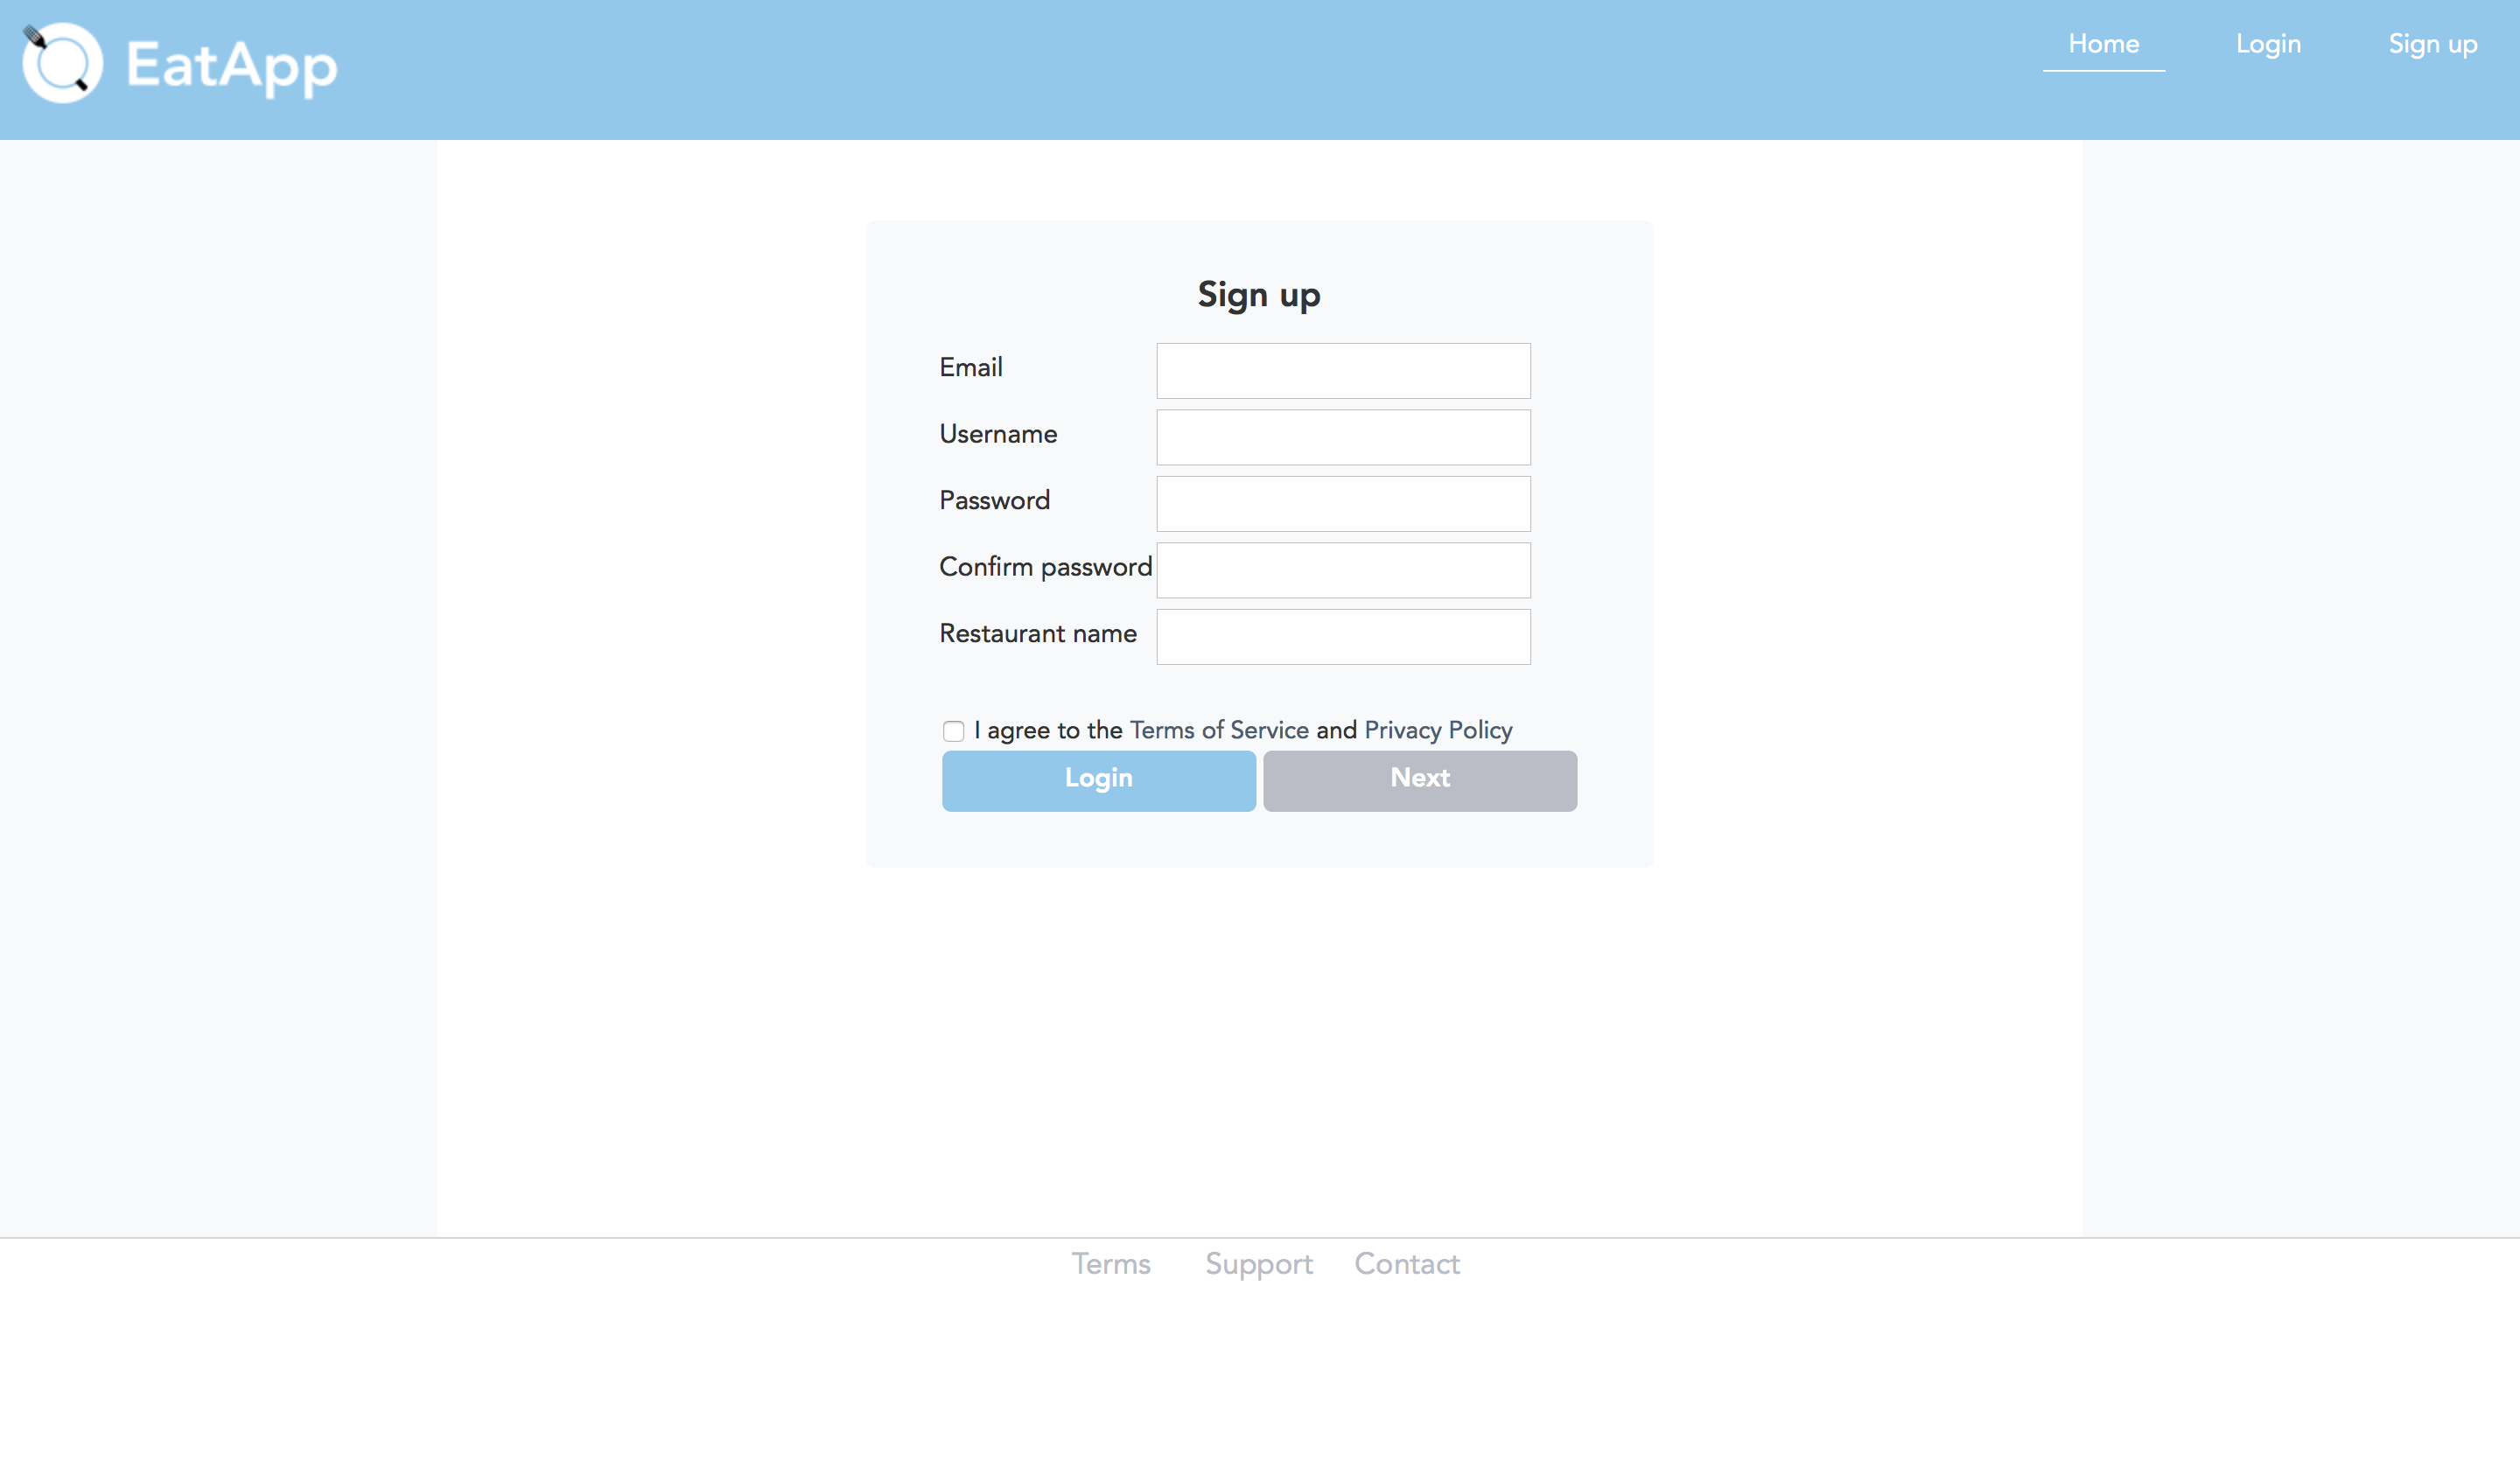 EatApp
Home Login Sign up
Sign up
Email
Username
Password
Confirm password
Restaurant name
I agree to the Terms of Service and Privacy Policy
Login Next
Terms Support Contact